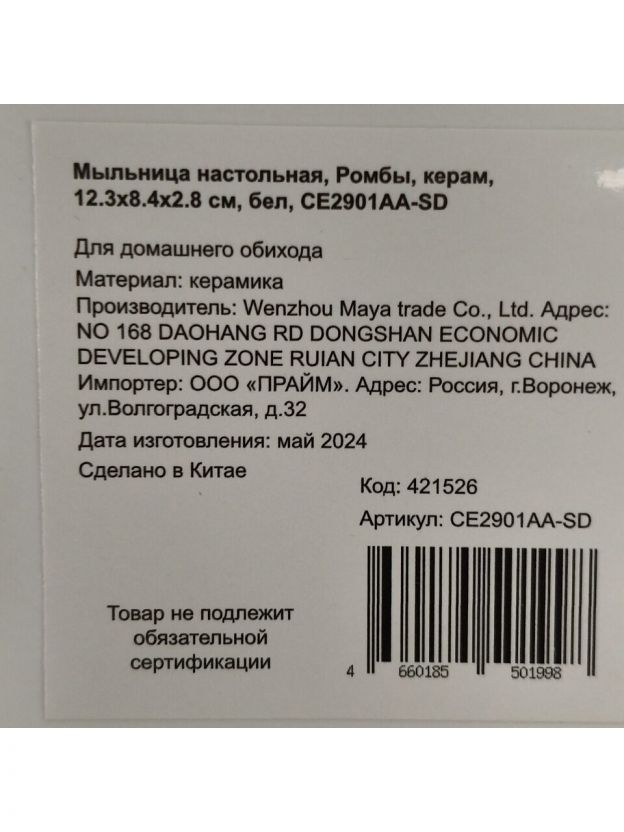 Мыльница настольная, Ромбы, керам,
12.3х8.4х2.8 см, бел, CE2901AA-SD
Для домашнего обихода
Материал: керамика
Производитель: Wenzhou Maya trade Co., Ltd. Адрес:
NO 168 DAOHANG RD DONGSHAN ECONOMIC
DEVELOPING ZONE RUIAN CITY ZHEJIANG CHINA
Импортер: ООО «ПРАЙМ». Адрес: Россия, г.Воронеж,
ул.Волгоградская, д.32
Дата изготовления: май 2024
Сделано в Китае
Код: 421526
Артикул: CE2901AA-SD
Товар не подлежит
обязательной
сертификации
4 660185 501998